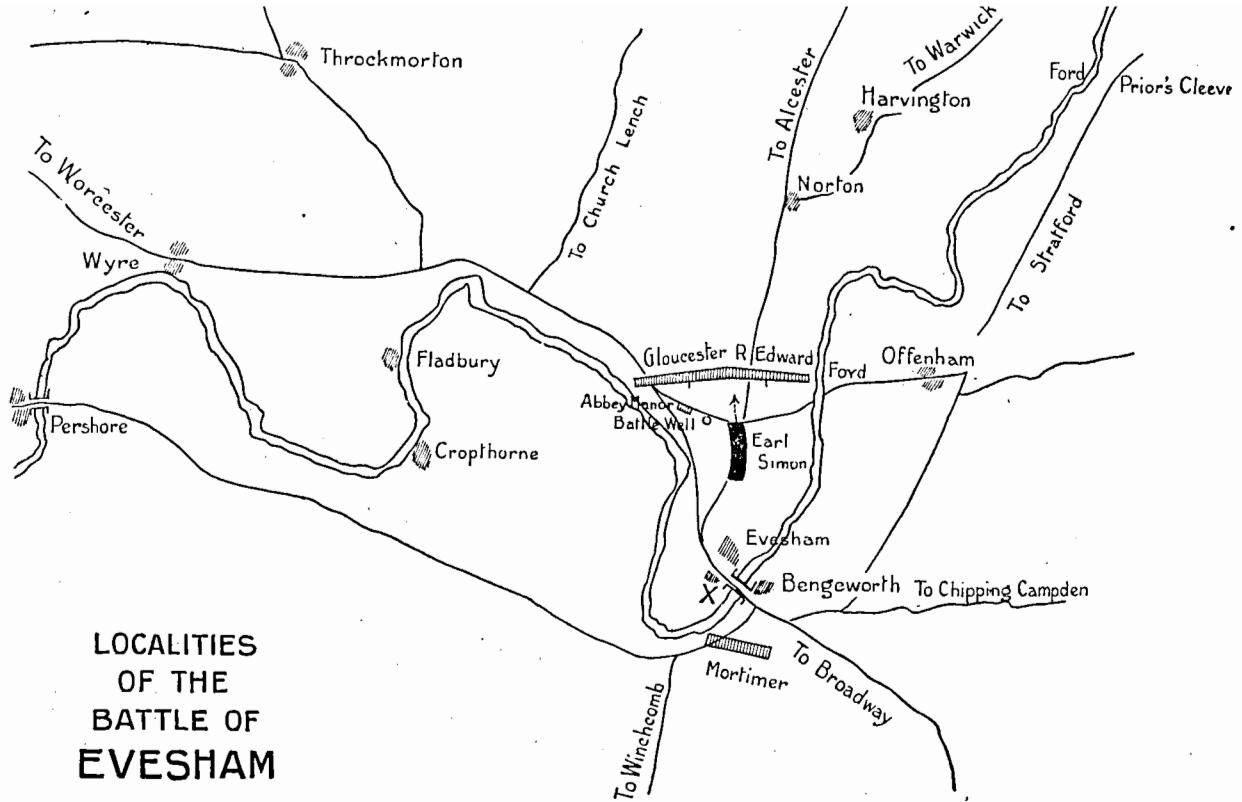 Throckmorton
To Worcester
Wyre
To Church Lench
To Alcester
To Warwick
Harvington
Norton
Ford
Prior's Cleeve
To Stratford
Fladbury
Pershore
Cropthorne
Gloucester P. Edward
Ford
Offenham
Abbey Manor
Battle Well
Earl
Simon
Evesham
X
Bengeworth
To Chipping Campden
Mortimer
To Broadway
To Winchcomb
LOCALITIES
OF THE
BATTLE OF
EVESHAM